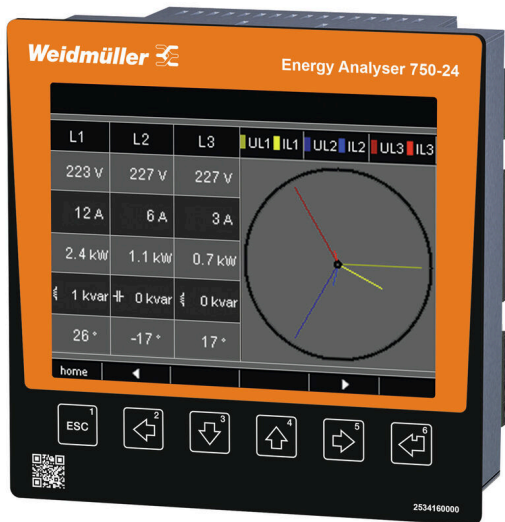 Weidmüller
Energy Analyser 750-24
L1 L2 L3 UL1 IL1 UL2 IL2 UL3 IL3
223 V 227 V 227 V
12 A 6 A 3 A
2.4 kW 1.1 kW 0.7 kW
1 kvar 0 kvar 0 kvar
26 ° -17 ° 17 °
home
ESC 1 2 3 4 5 6
2534160000